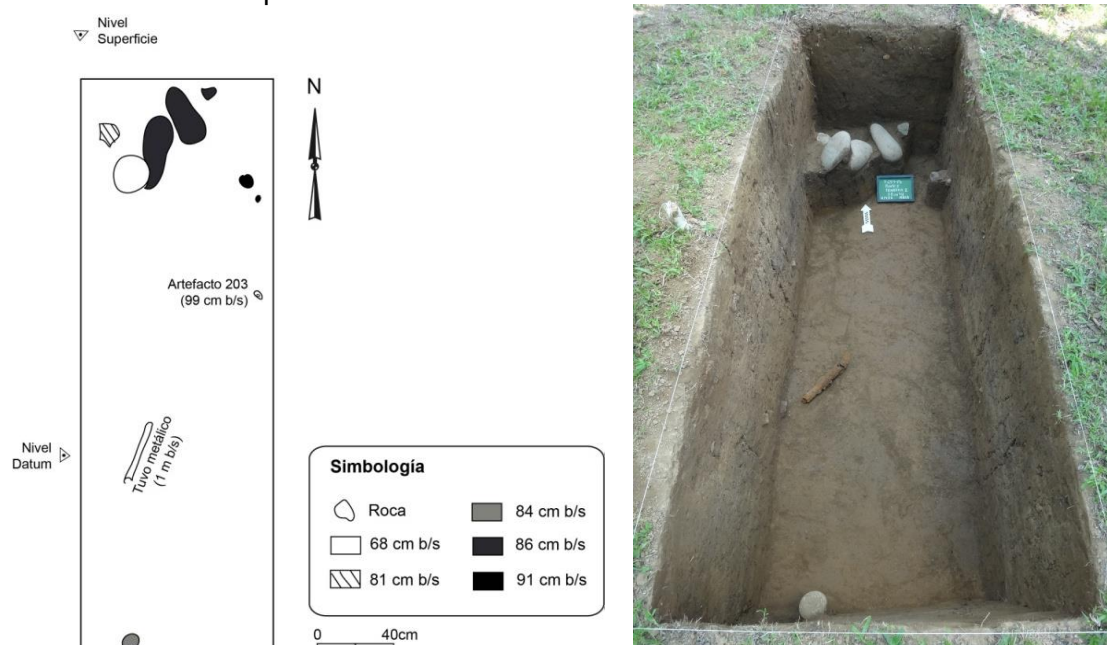 Nivel
Superficie
N
Artefacto 203
(99 cm b/s)
Tuvo metálico
(1 m b/s)
Nivel
Datum
Simbología
Roca
68 cm b/s
81 cm b/s
84 cm b/s
86 cm b/s
91 cm b/s
0 40cm